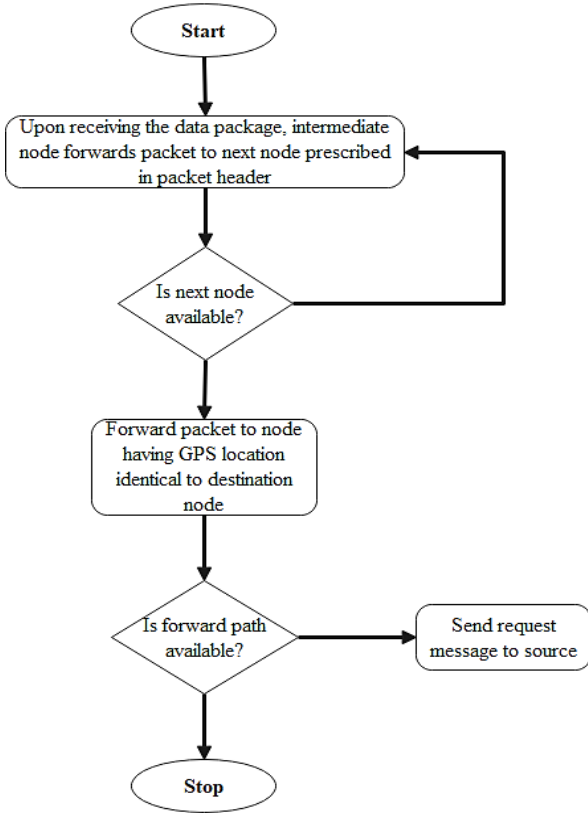 Start
Upon receiving the data package, intermediate
node forwards packet to next node prescribed
in packet header
Is next node
available?
Forward packet to node
having GPS location
identical to destination
node
Is forward path
available?
Send request
message to source
Stop